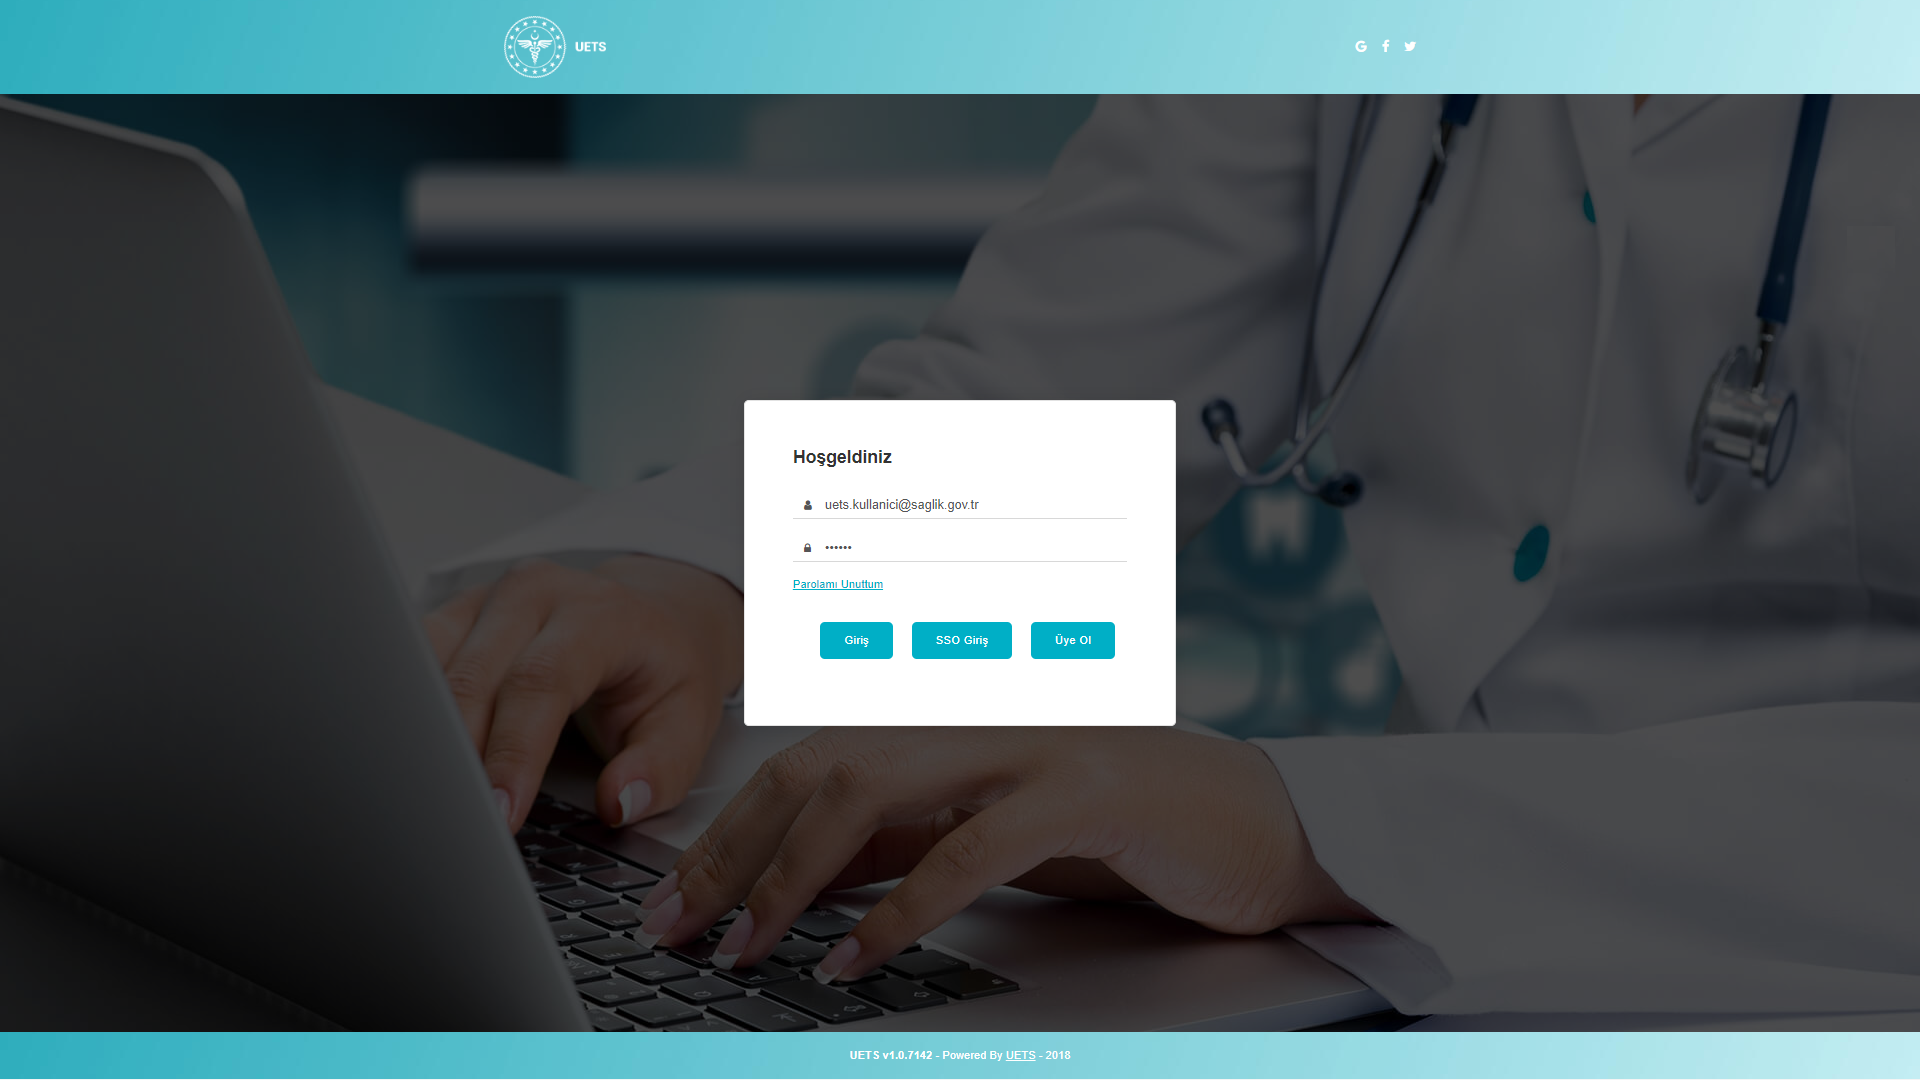 UETS
Hoşgeldiniz
uets.kullanici@saglik.gov.tr
••••••
Parolamı Unuttum
Giriş
SSO Giriş
Üye Ol
UETS v1.0.7142 - Powered By UETS - 2018